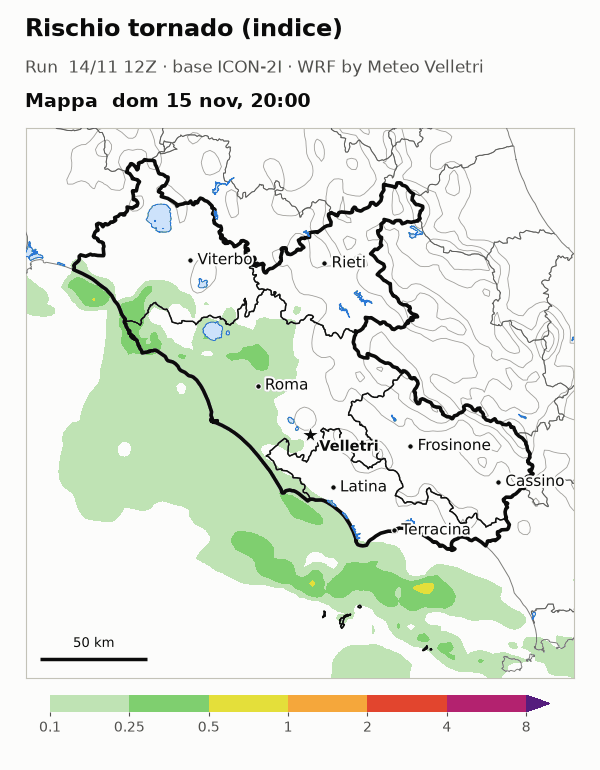 Rischio tornado (indice)
Run  14/11 12Z · base ICON-2I · WRF by Meteo Velletri
Mappa  dom 15 nov, 20:00
Viterbo
Rieti
Roma
Velletri
Frosinone
Cassino
Latina
Terracina
50 km
0.1 0.25 0.5 1 2 4 8